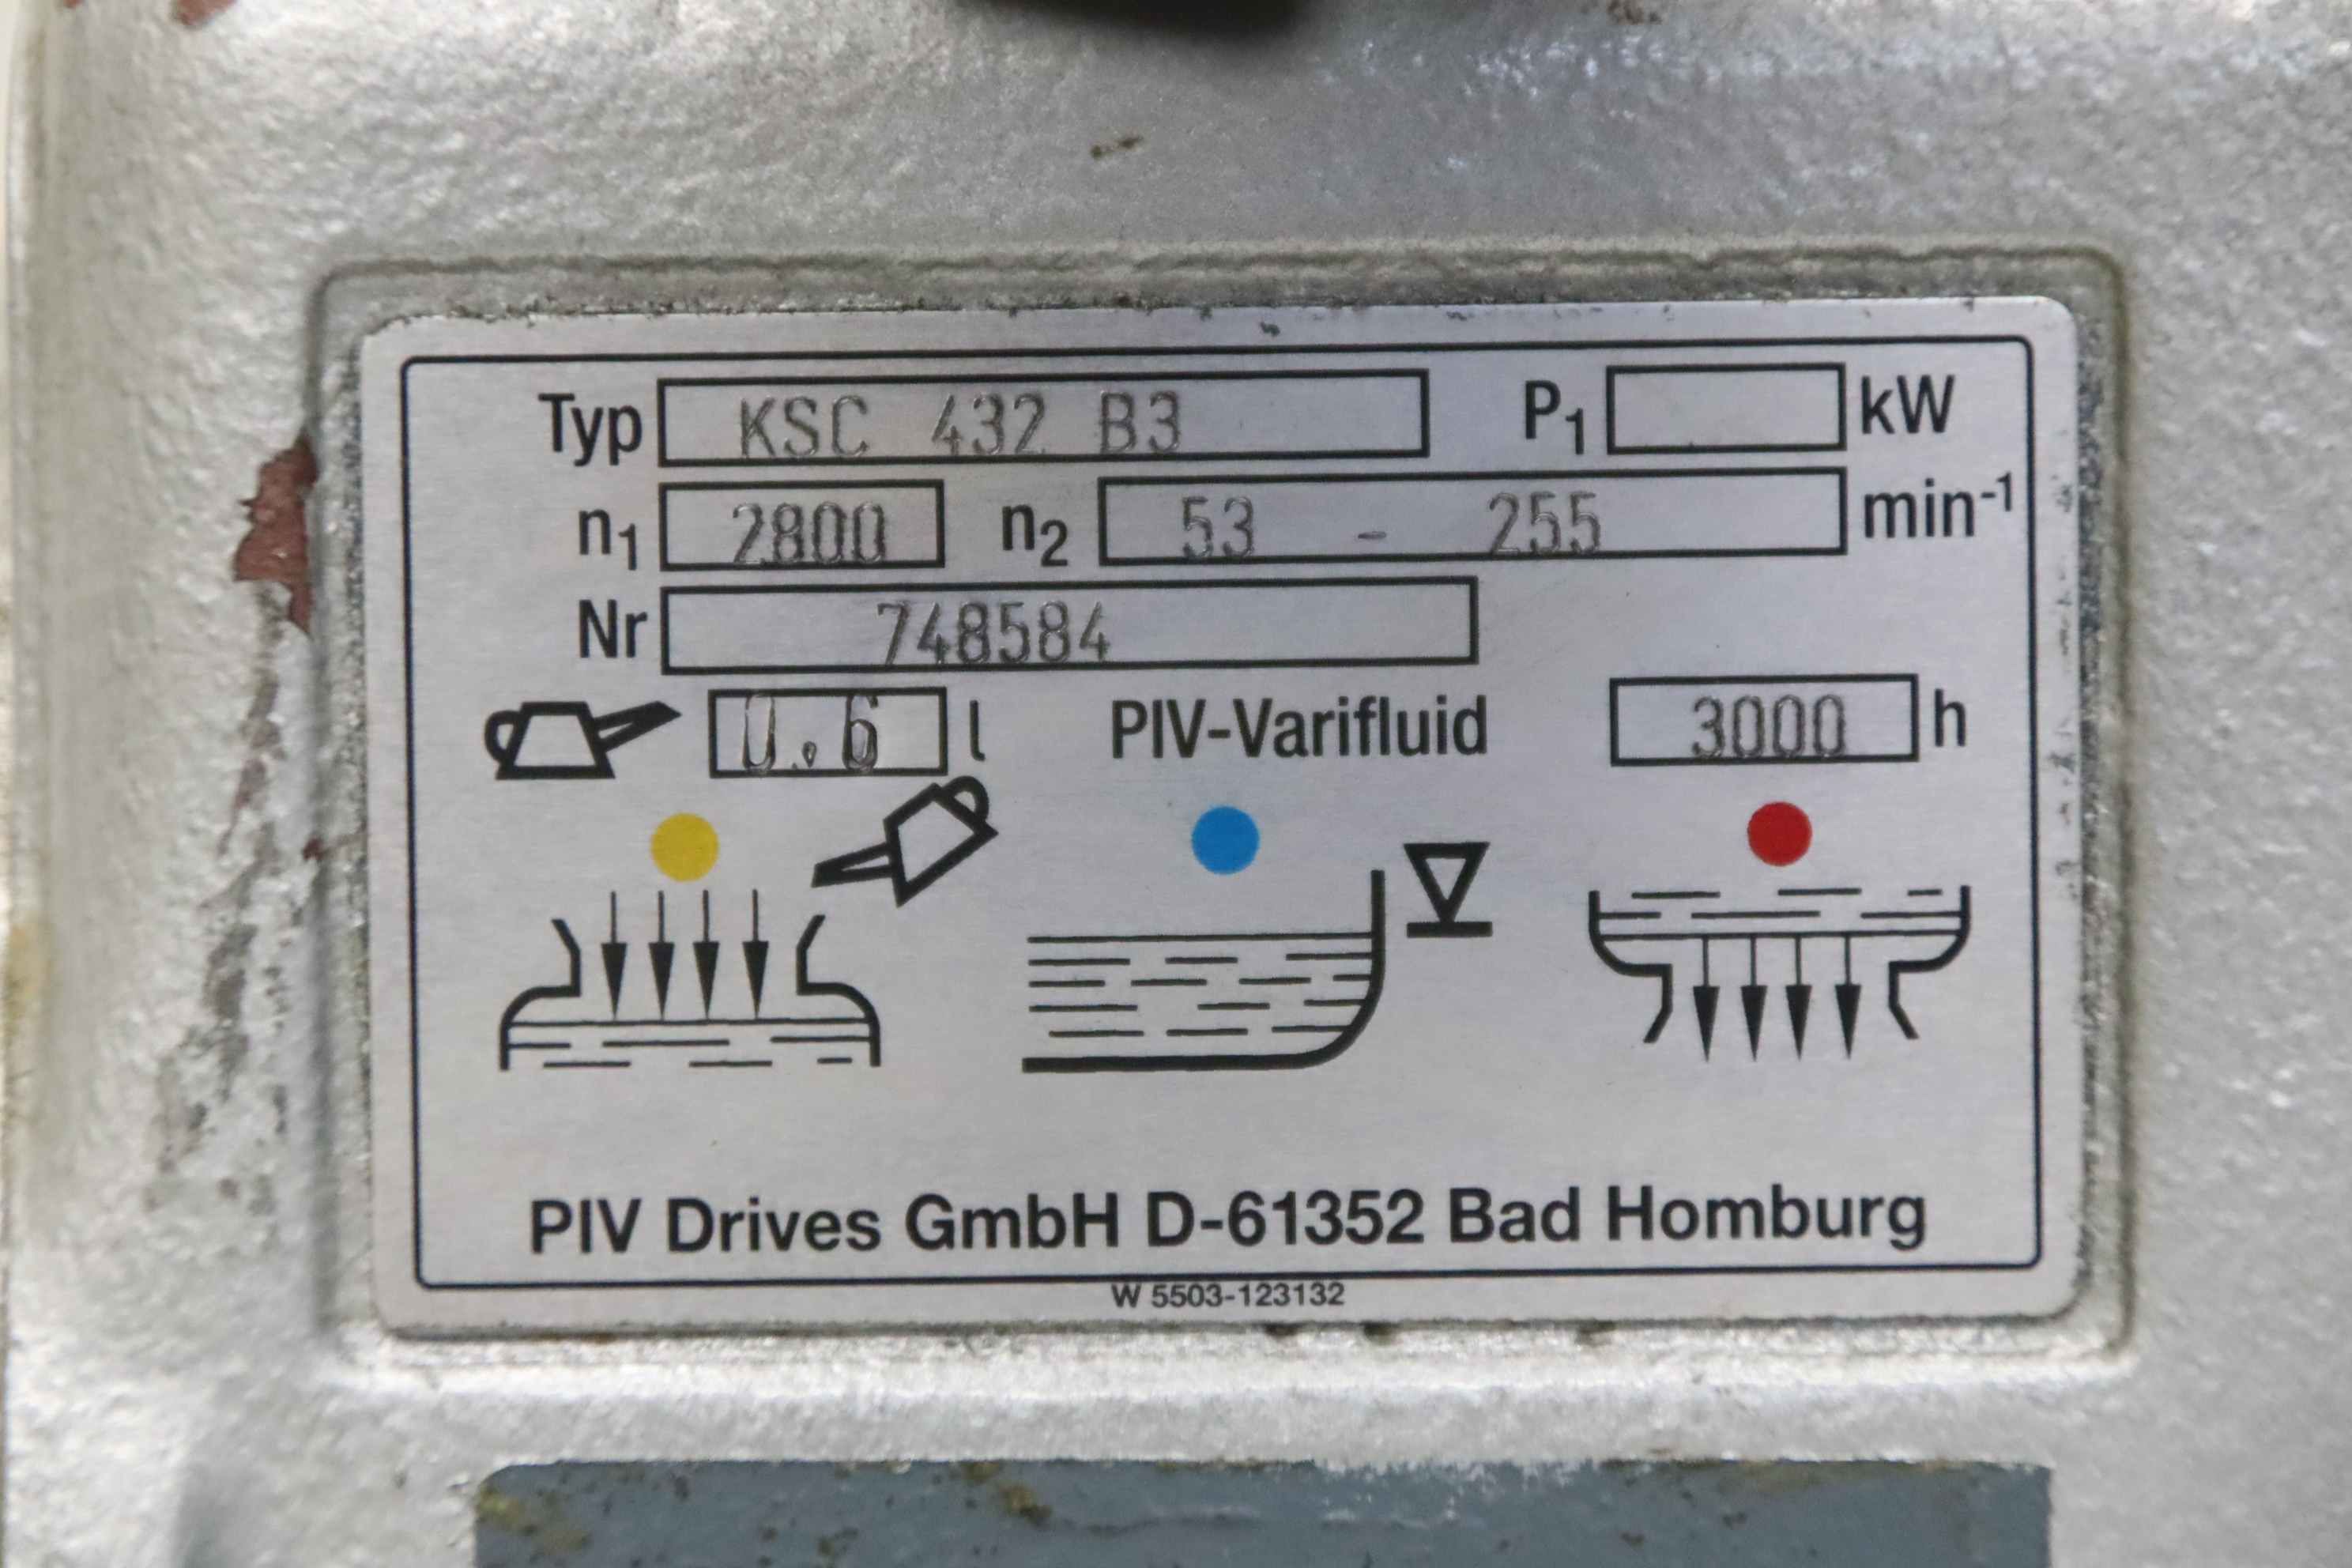 Typ KSC 432 B3 P1 kW
n1 2800 n2 53 - 255 min-1
Nr 748584
0.6 l PIV-Varifluid 3000 h
PIV Drives GmbH D-61352 Bad Homburg
W 5503-123132